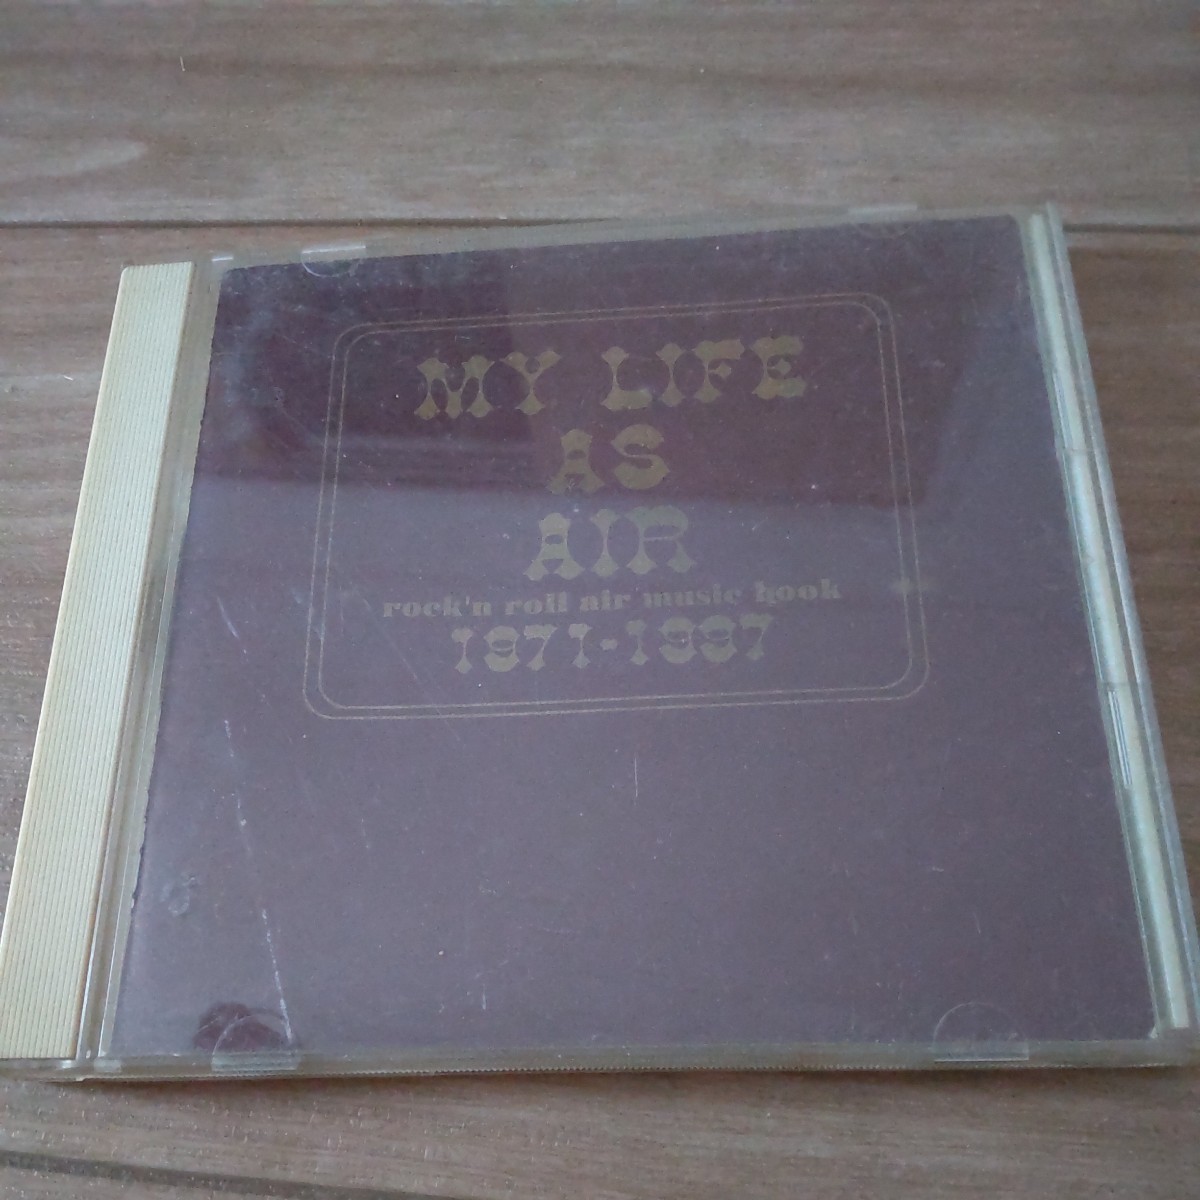 MY LIFE
AS
AIR
rock'n roll air music book
1971-1997